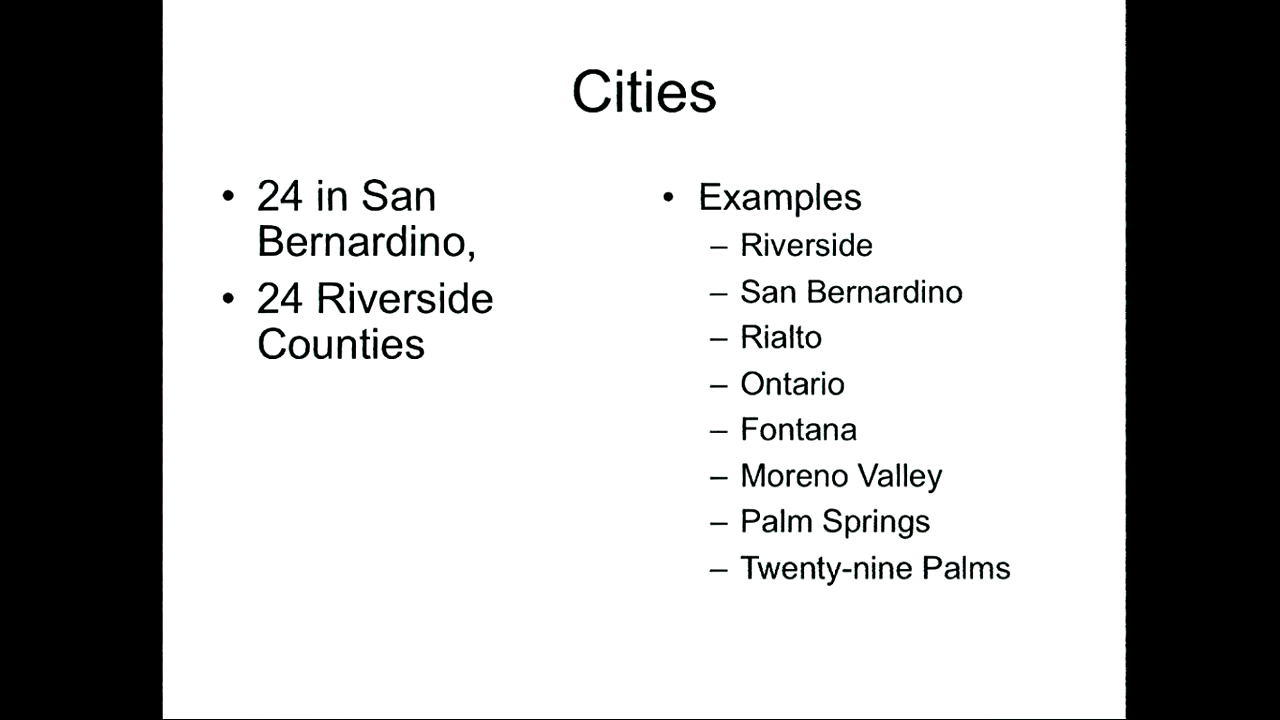 Cities
• 24 in San
Bernardino,
• 24 Riverside
Counties
• Examples
– Riverside
– San Bernardino
– Rialto
– Ontario
– Fontana
– Moreno Valley
– Palm Springs
– Twenty-nine Palms